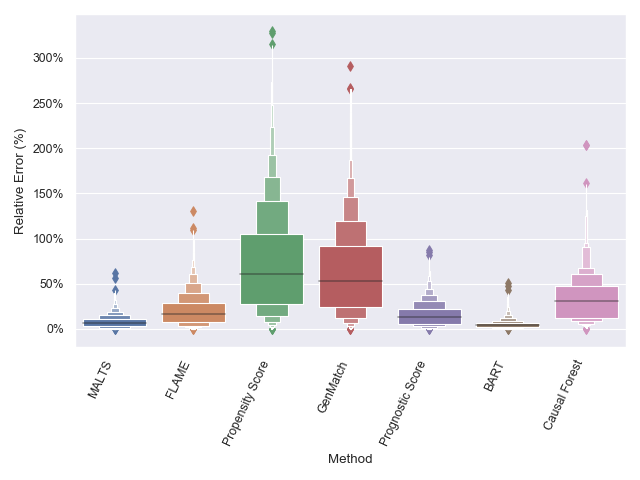 Relative Error (%)
300%
250%
200%
150%
100%
50%
0%
MALTS
FLAME
Propensity Score
GenMatch
Prognostic Score
BART
Causal Forest
Method